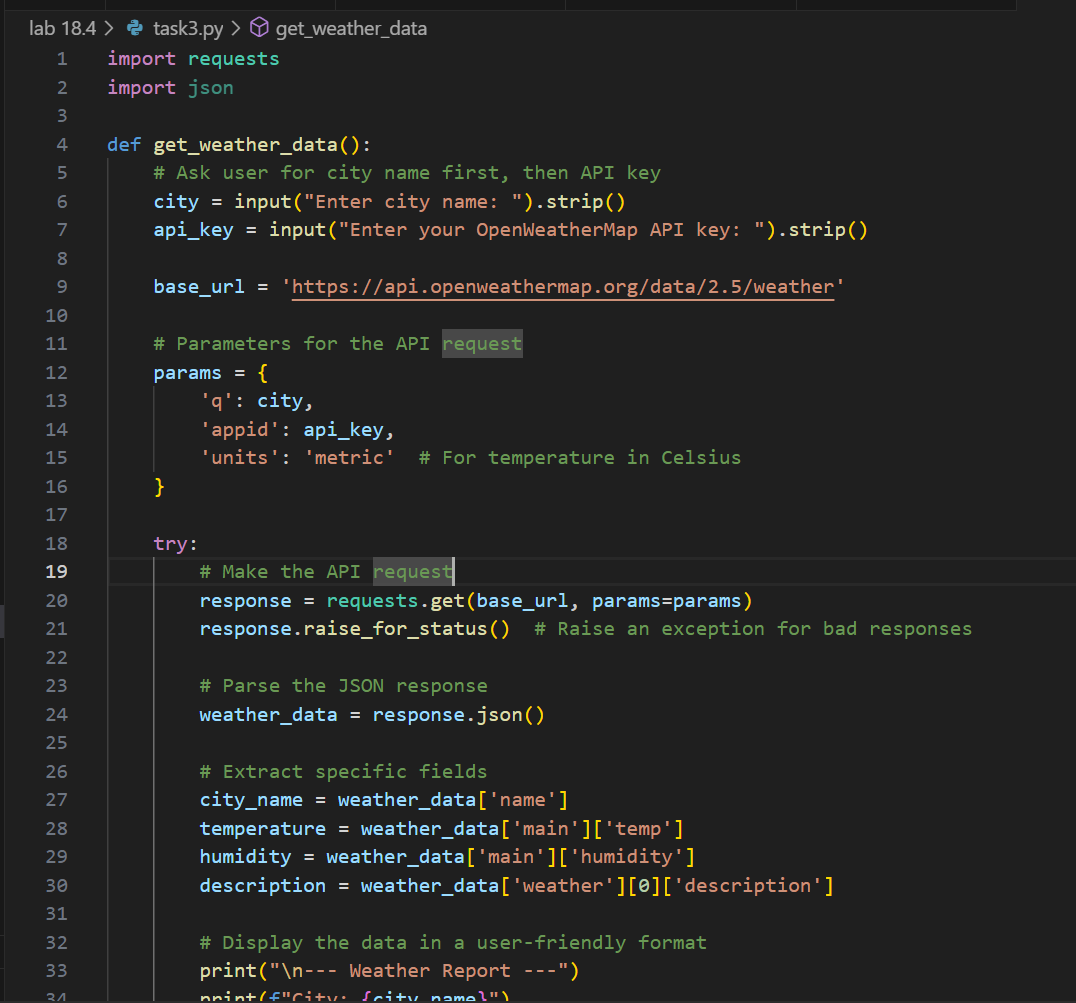 lab 18.4 > task3.py > get_weather_data
1 import requests
2 import json
3
4 def get_weather_data():
5     # Ask user for city name first, then API key
6     city = input("Enter city name: ").strip()
7     api_key = input("Enter your OpenWeatherMap API key: ").strip()
8
9     base_url = 'https://api.openweathermap.org/data/2.5/weather'
10
11     # Parameters for the API request
12     params = {
13         'q': city,
14         'appid': api_key,
15         'units': 'metric'  # For temperature in Celsius
16     }
17
18     try:
19         # Make the API request
20         response = requests.get(base_url, params=params)
21         response.raise_for_status()  # Raise an exception for bad responses
22
23         # Parse the JSON response
24         weather_data = response.json()
25
26         # Extract specific fields
27         city_name = weather_data['name']
28         temperature = weather_data['main']['temp']
29         humidity = weather_data['main']['humidity']
30         description = weather_data['weather'][0]['description']
31
32         # Display the data in a user-friendly format
33         print("\n--- Weather Report ---")
34         print(f"City: {city_name}")